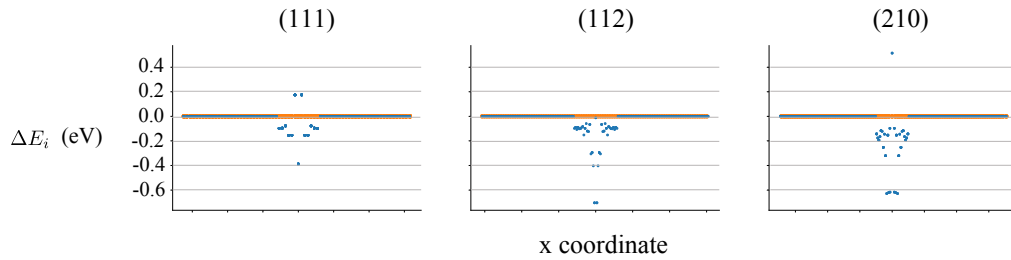 (111) (112) (210)
0.4
0.2
0.0
-0.2
-0.4
-0.6
ΔE_i (eV)
x coordinate